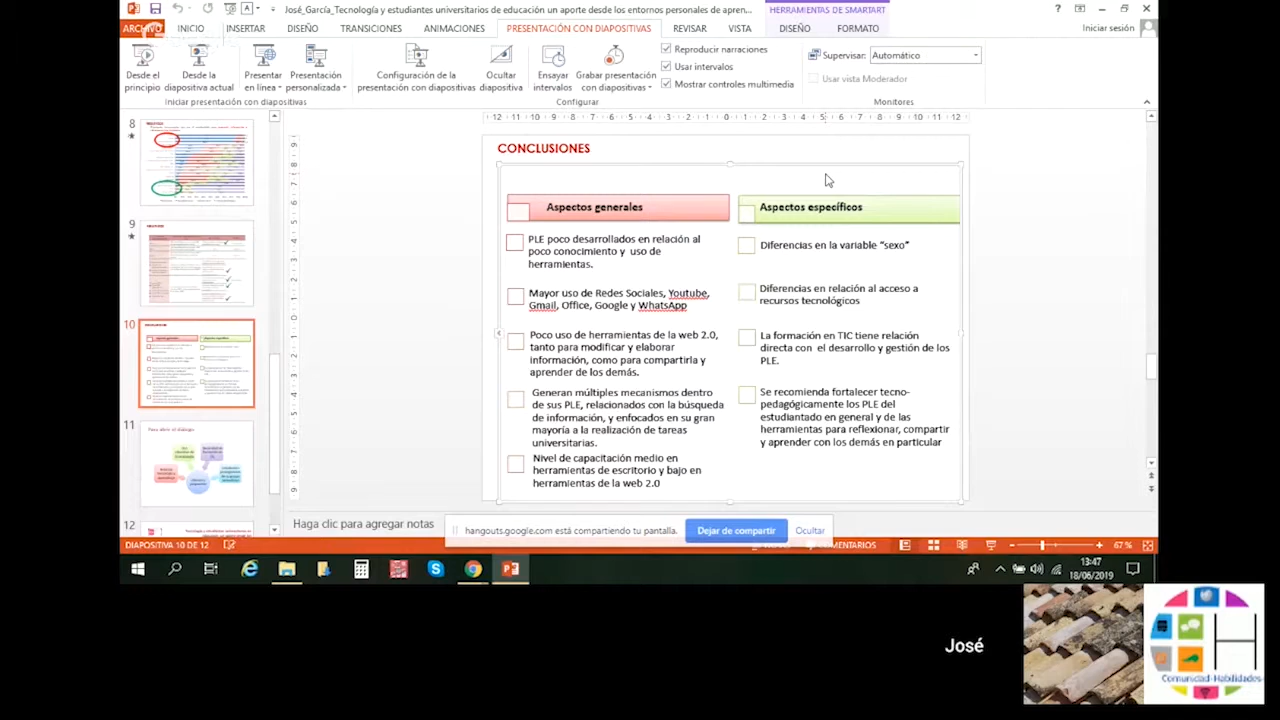 José_García_Tecnología y estudiantes universitarios de educación un aporte desde los entornos personales de apren...
HERRAMIENTAS DE SMARTART
ARCHIVO INICIO INSERTAR DISEÑO TRANSICIONES ANIMACIONES PRESENTACIÓN CON DIAPOSITIVAS REVISAR VISTA DISEÑO FORMATO Iniciar sesión
Desde el principio
Desde la diapositiva actual
Presentar en línea
Presentación personalizada
Iniciar presentación con diapositivas
Configuración de la presentación con diapositivas
Ocultar diapositiva
Ensayar intervalos
Grabar presentación con diapositivas
Reproducir narraciones
Usar intervalos
Mostrar controles multimedia
Configurar
Supervisar: Automático
Usar vista Moderador
Monitores
8
9
10
11
Para abrir el diálogo
12
CONCLUSIONES
Aspectos generales
PLE poco desarrollados, en relación al
poco conocimiento y uso de
herramientas.
Mayor uso de Redes Sociales, Youtube,
Gmail, Office, Google y WhatsApp
Poco uso de herramientas de la web 2.0,
tanto para manejar y elaborar
información, como para compartirla y
aprender de los demás.
Generan múltiples mecanismos dentro
de sus PLE, relacionados con la búsqueda
de información, y enfocados en su gran
mayoría a la realización de tareas
universitarias.
Nivel de capacitación medio en
herramientas de escritorio y bajo en
herramientas de la web 2.0
Aspectos específicos
Diferencias en la variable "sexo"
Diferencias en relación al acceso a
recursos tecnológicos
La formación en TIC tiene relación
directa con el desarrollo y gestión de los
PLE.
Se recomienda fortalecer tecno-
pedagógicamente los PLE del
estudiantado en general y de las
herramientas para reflexionar, compartir
y aprender con los demás en particular
Haga clic para agregar notas
hangouts.google.com está compartiendo tu pantalla.
Dejar de compartir
Ocultar
DIAPOSITIVA 10 DE 12
COMENTARIOS
67 %
13:47
18/06/2019
José
H
Comunidad-Habilidades